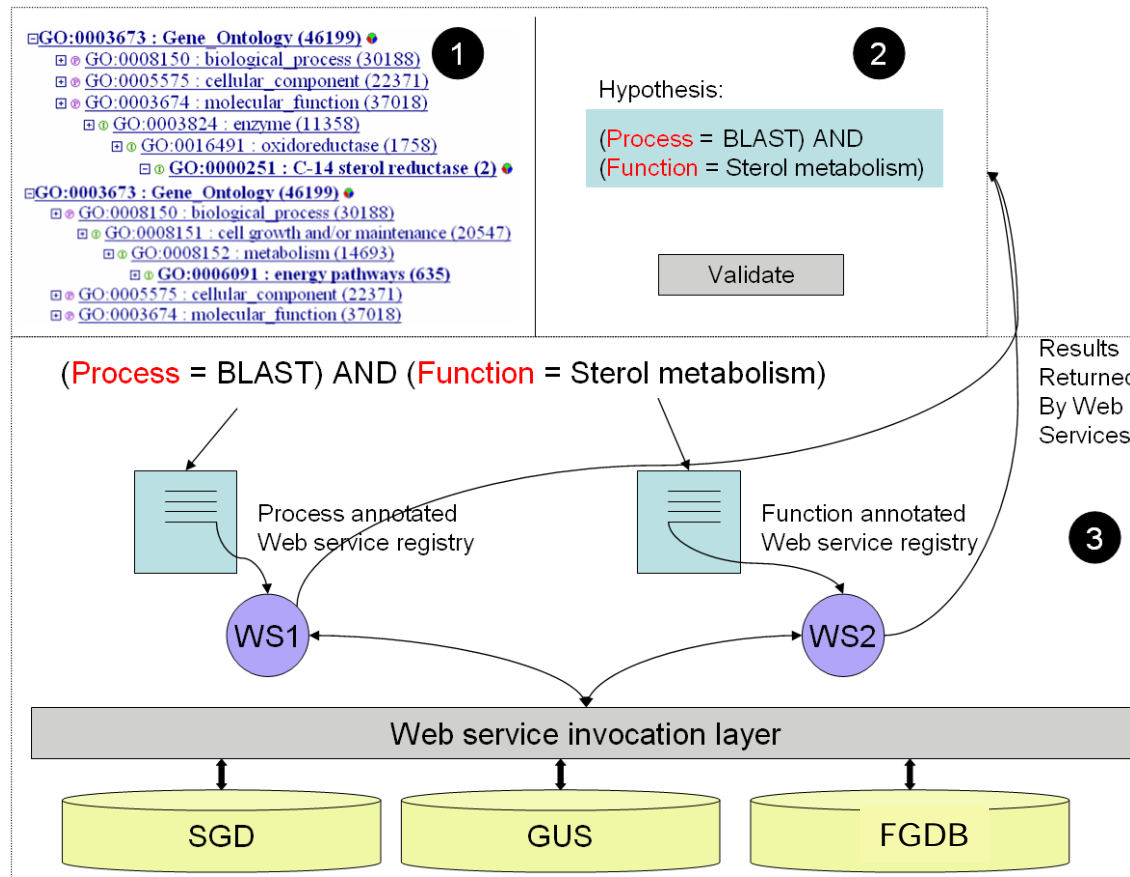 GO:0003673 : Gene_Ontology (46199)
GO:0008150 : biological_process (30188)
GO:0005575 : cellular_component (22371)
GO:0003674 : molecular_function (37018)
GO:0003824 : enzyme (11358)
GO:0016491 : oxidoreductase (1758)
GO:0000251 : C-14 sterol reductase (2)
GO:0003673 : Gene_Ontology (46199)
GO:0008150 : biological_process (30188)
GO:0008151 : cell growth and/or maintenance (20547)
GO:0008152 : metabolism (14693)
GO:0006091 : energy pathways (635)
GO:0005575 : cellular_component (22371)
GO:0003674 : molecular_function (37018)
1
2
Hypothesis:
(Process = BLAST) AND
(Function = Sterol metabolism)
Validate
(Process = BLAST) AND (Function = Sterol metabolism)
Results
Returned
By Web
Services
Process annotated
Web service registry
Function annotated
Web service registry
3
WS1
WS2
Web service invocation layer
SGD
GUS
FGDB